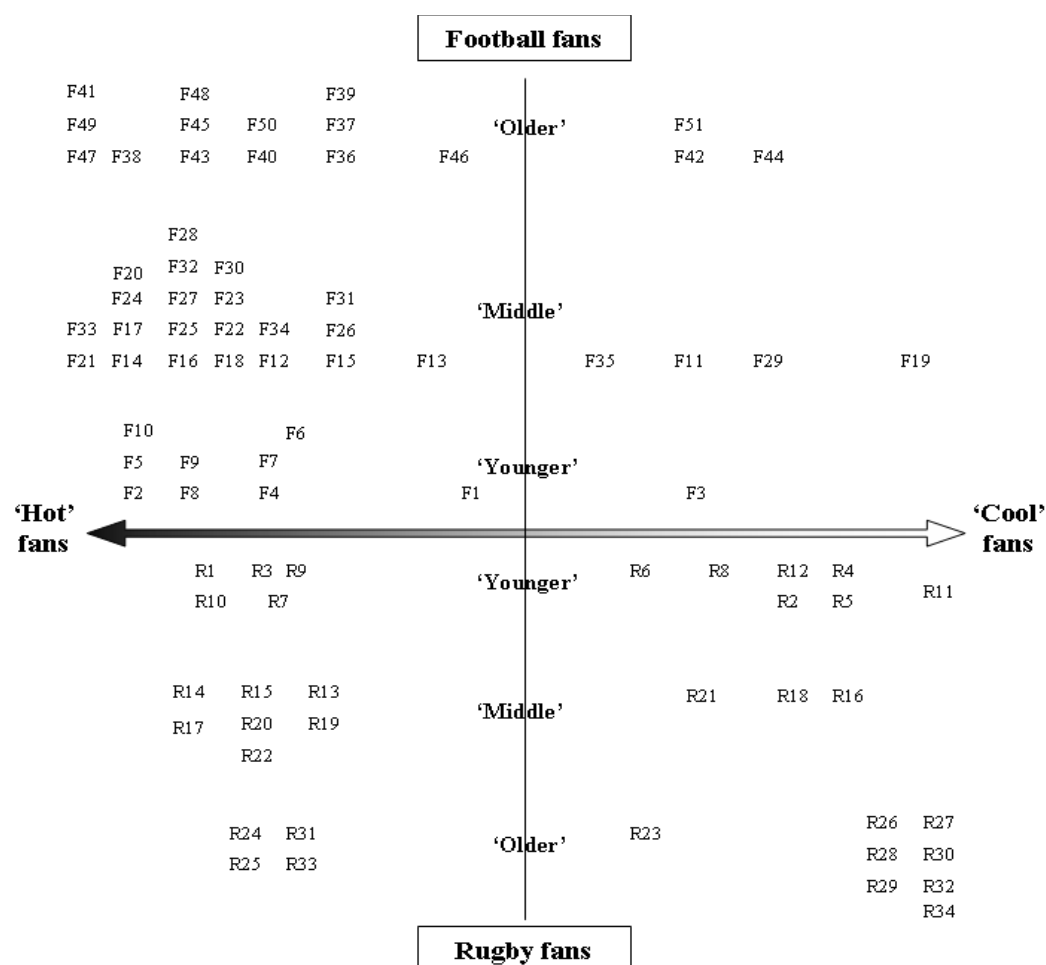 Football fans
F41 F48 F39
F49 F45 F50 F37 ‘Older’ F51
F47 F38 F43 F40 F36 F46 F42 F44
F28
F20 F32 F30
F24 F27 F23 F31 ‘Middle’
F33 F17 F25 F22 F34 F26
F21 F14 F16 F18 F12 F15 F13 F35 F11 F29 F19
F10 F6
F5 F9 F7 ‘Younger’
F2 F8 F4 F1 F3
‘Hot’ ‘Cool’
fans fans
R1 R3 R9 ‘Younger’ R6 R8 R12 R4
R10 R7 R2 R5 R11
R14 R15 R13 ‘Middle’ R21 R18 R16
R17 R20 R19
R22
R24 R31 ‘Older’ R23 R26 R27
R25 R33 R28 R30
R29 R32
R34
Rugby fans